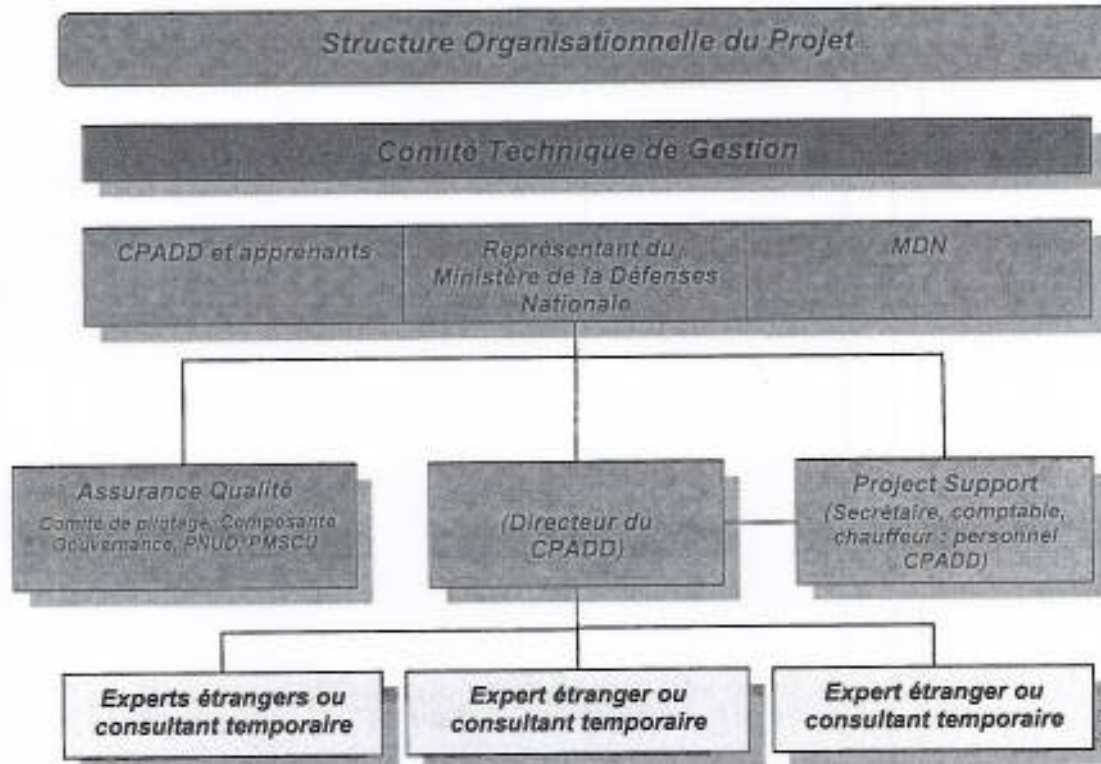 Structure Organisationnelle du Projet
Comité Technique de Gestion
CPADD et apprenants
Représentant du
Ministère de la Défenses
Nationale
MDN
Assurance Qualité
Comité de pilotage, Composante
Gouvernance, PNUD, PMSCU
(Directeur du
CPADD)
Project Support
(Secrétaire, comptable,
chauffeur : personnel
CPADD)
Experts étrangers ou
consultant temporaire
Expert étranger ou
consultant temporaire
Expert étranger ou
consultant temporaire